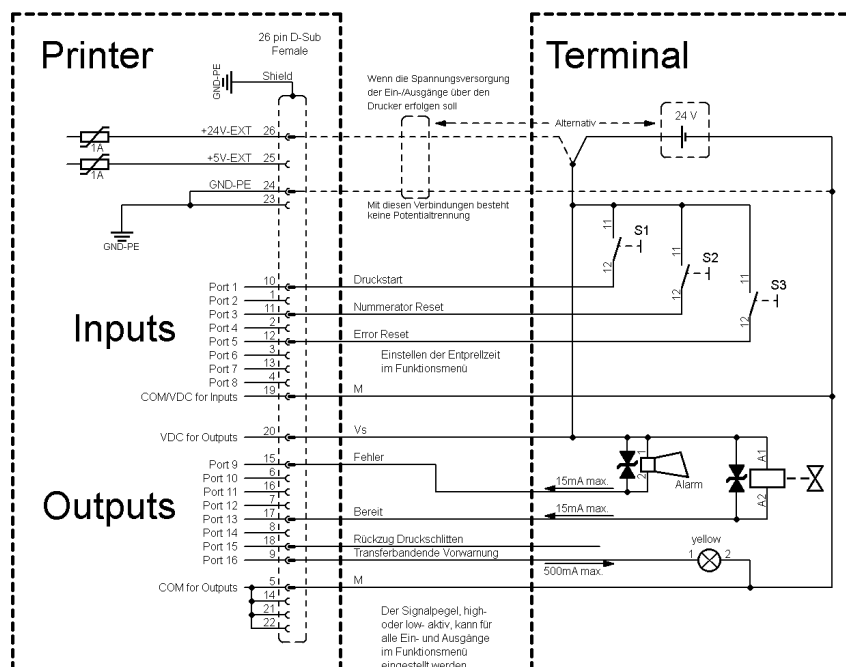 Printer
26 pin D-Sub
Female
Terminal
Shield
GND-PE
Wenn die Spannungsversorgung
der Ein-/Ausgänge über den
Drucker erfolgen soll
Alternativ
24 V
+24V-EXT 26
1A
+5V-EXT 25
1A
GND-PE 24
23
GND-PE
Mit diesen Verbindungen besteht
keine Potentialtrennung
11 S1 12
11 S2 12
11 S3 12
Inputs
Port 1 10 Druckstart
Port 2 1
Port 3 11 Nummerator Reset
Port 4 2
Port 5 12 Error Reset
Port 6 3
Port 7 13
Port 8 4
Einstellen der Entprellzeit
im Funktionsmenü
COM/VDC for Inputs 19 M
VDC for Outputs 20 Vs
Outputs
Port 9 15 Fehler
15mA max.
1 2 Alarm
A1 A2
Port 10 6
Port 11 16
Port 12 7
Port 13 17 Bereit
15mA max.
Port 14 8
Port 15 18 Rückzug Druckschlitten
Port 16 9 Transferbandende Vorwarnung
500mA max.
yellow
1 2
COM for Outputs 5 M
14
21
22
Der Signalpegel, high-
oder low- aktiv, kann für
alle Ein- und Ausgänge
im Funktionsmenü
eingestellt werden